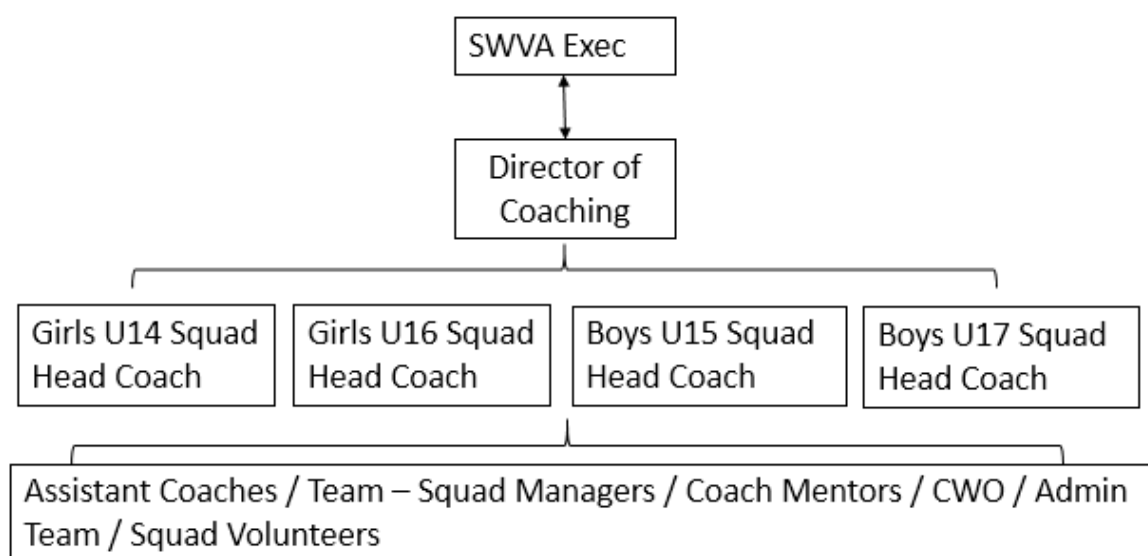 SWVA Exec
Director of
Coaching
Girls U14 Squad
Head Coach
Girls U16 Squad
Head Coach
Boys U15 Squad
Head Coach
Boys U17 Squad
Head Coach
Assistant Coaches / Team – Squad Managers / Coach Mentors / CWO / Admin
Team / Squad Volunteers